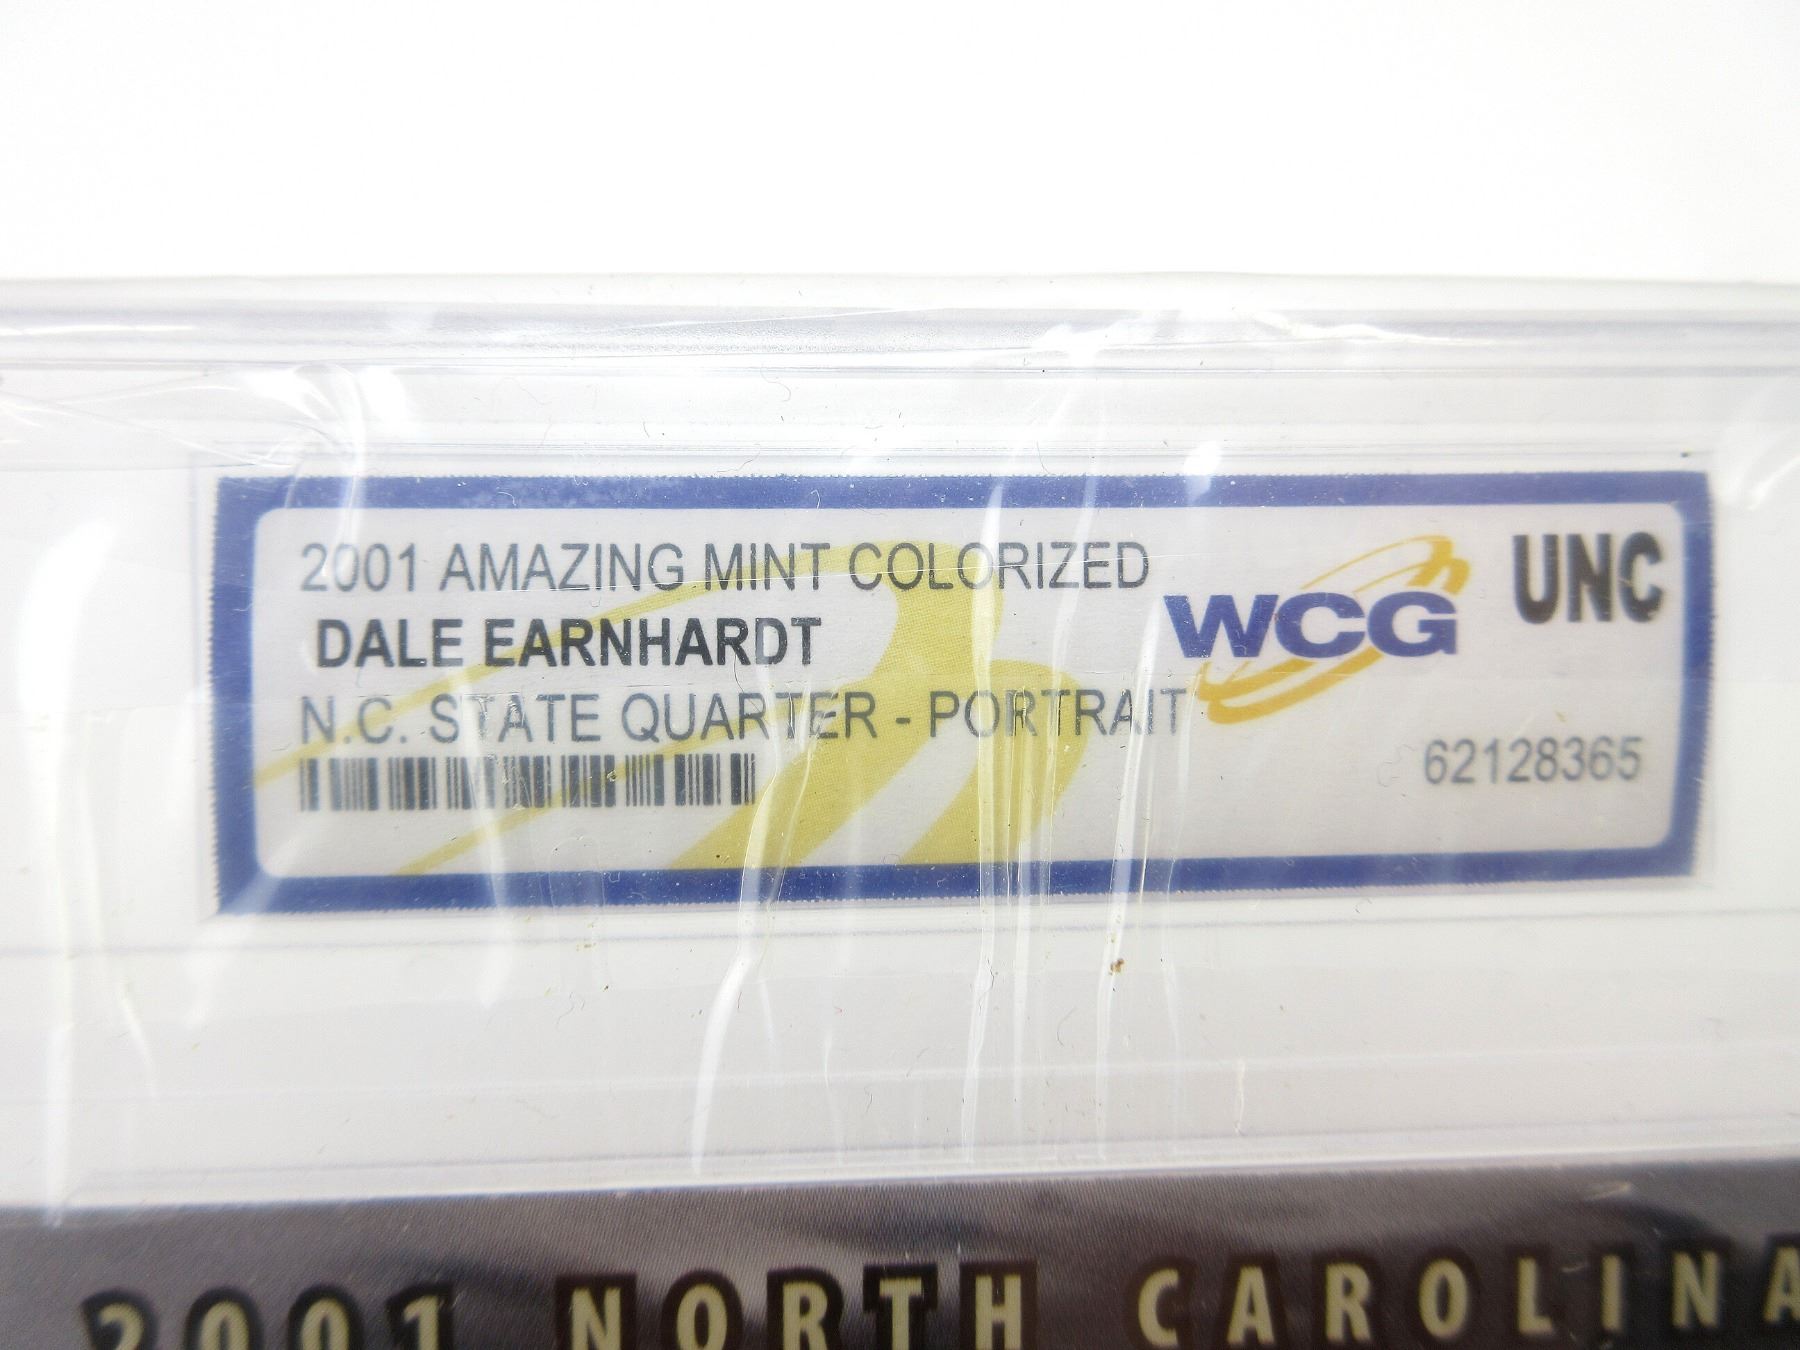 2001 AMAZING MINT COLORIZED
DALE EARNHARDT
N.C. STATE QUARTER - PORTRAIT
WCG
UNC
62128365
2001 NORTH CAROLINA